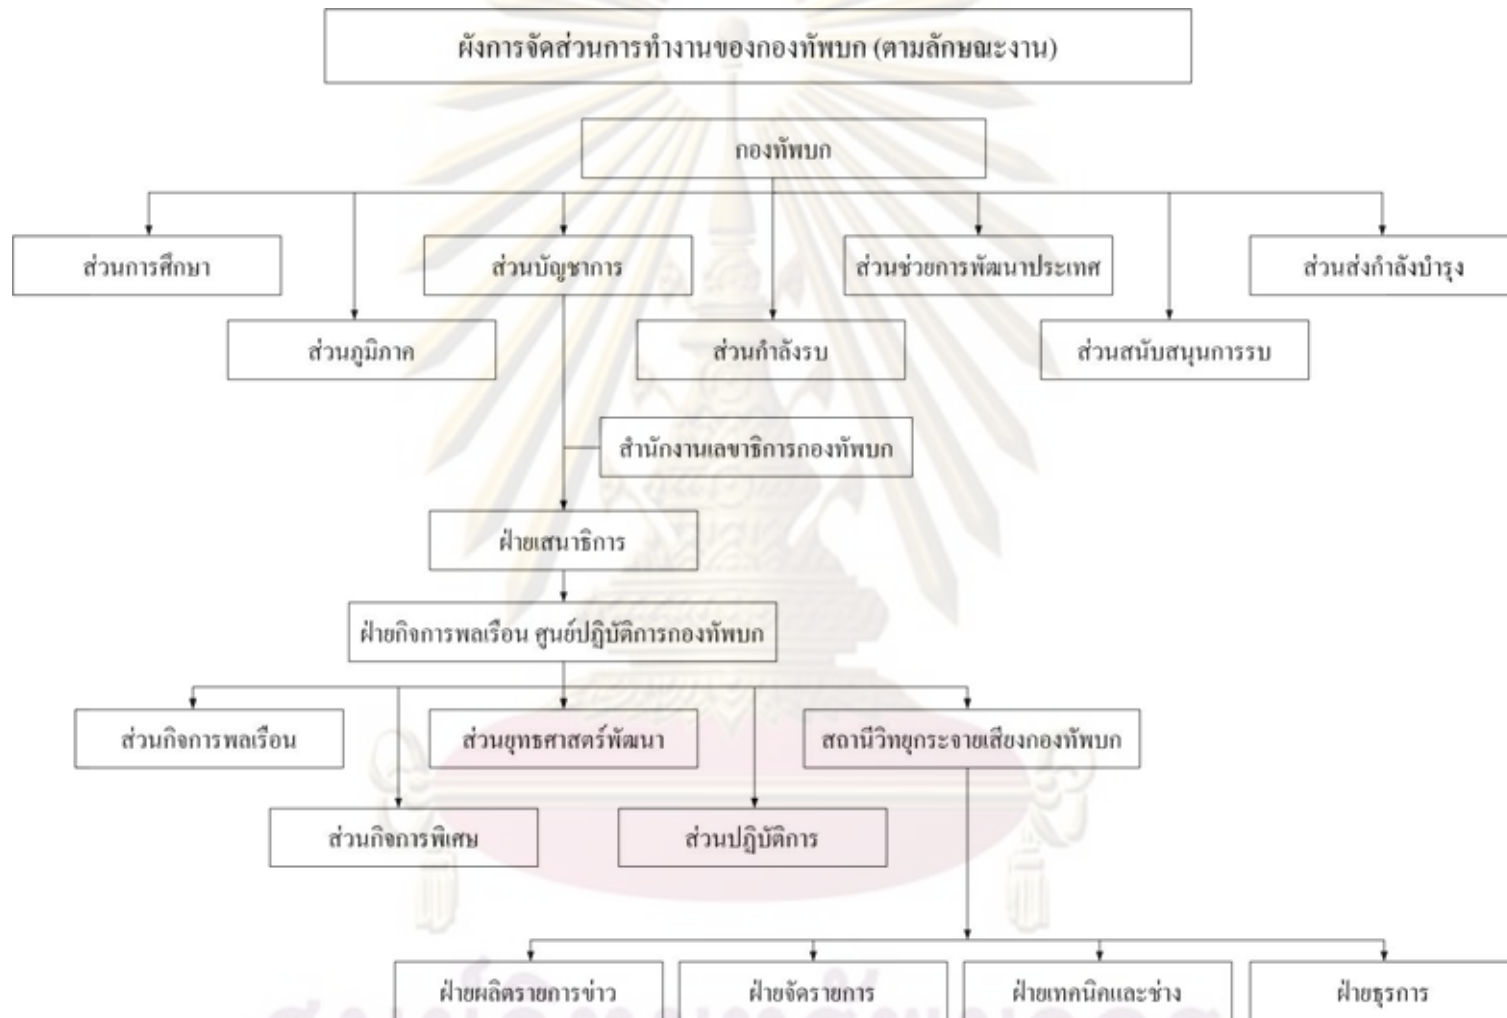 ผังการจัดส่วนการทำงานของกองทัพบก (ตามลักษณะงาน)
กองทัพบก
ส่วนการศึกษา
ส่วนบัญชาการ
ส่วนช่วยการพัฒนาประเทศ
ส่วนส่งกำลังบำรุง
ส่วนภูมิภาค
ส่วนกำลังรบ
ส่วนสนับสนุนการรบ
สำนักงานเลขาธิการกองทัพบก
ฝ่ายเสนาธิการ
ฝ่ายกิจการพลเรือน ศูนย์ปฏิบัติการกองทัพบก
ส่วนกิจการพลเรือน
ส่วนยุทธศาสตร์พัฒนา
สถานีวิทยุกระจายเสียงกองทัพบก
ส่วนกิจการพิเศษ
ส่วนปฏิบัติการ
ฝ่ายผลิตรายการข่าว
ฝ่ายจัดรายการ
ฝ่ายเทคนิคและช่าง
ฝ่ายธุรการ